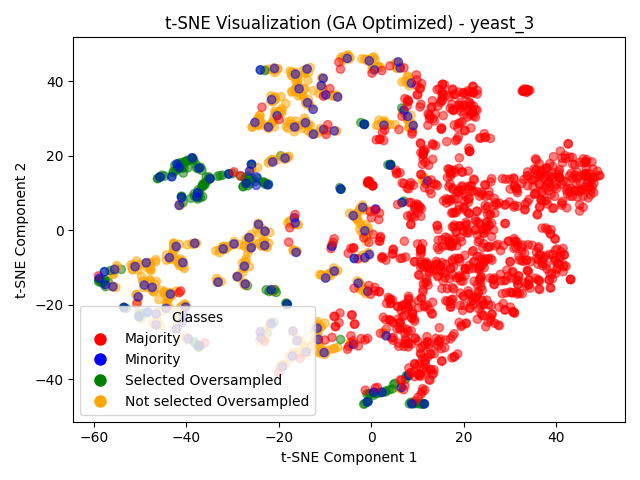 t-SNE Visualization (GA Optimized) - yeast_3
t-SNE Component 2
40
20
0
−20
−40
Classes
Majority
Minority
Selected Oversampled
Not selected Oversampled
−60
−40
−20
0
20
40
t-SNE Component 1